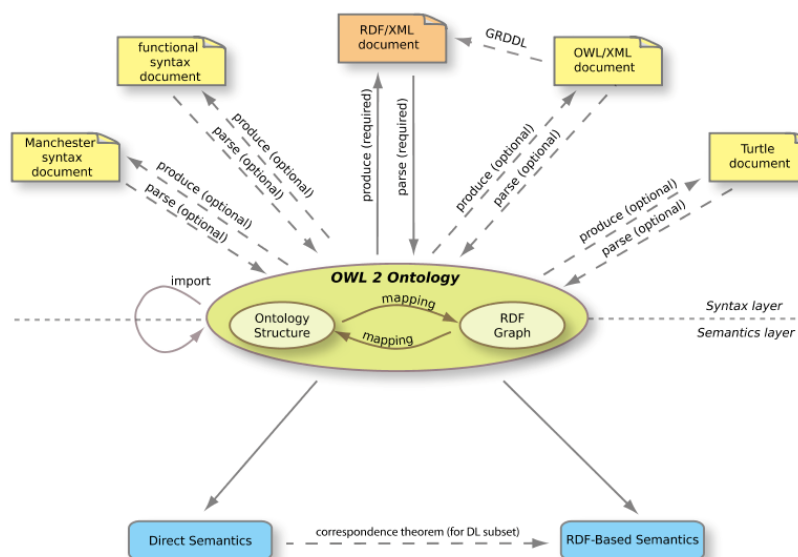 RDF/XML
document
GRDDL
functional
syntax
document
OWL/XML
document
Manchester
syntax
document
Turtle
document
produce (optional)
parse (optional)
produce (optional)
parse (optional)
produce (required)
parse (required)
produce (optional)
parse (optional)
produce (optional)
parse (optional)
import
OWL 2 Ontology
Ontology
Structure
mapping
mapping
RDF
Graph
Syntax layer
Semantics layer
Direct Semantics
correspondence theorem (for DL subset)
RDF-Based Semantics